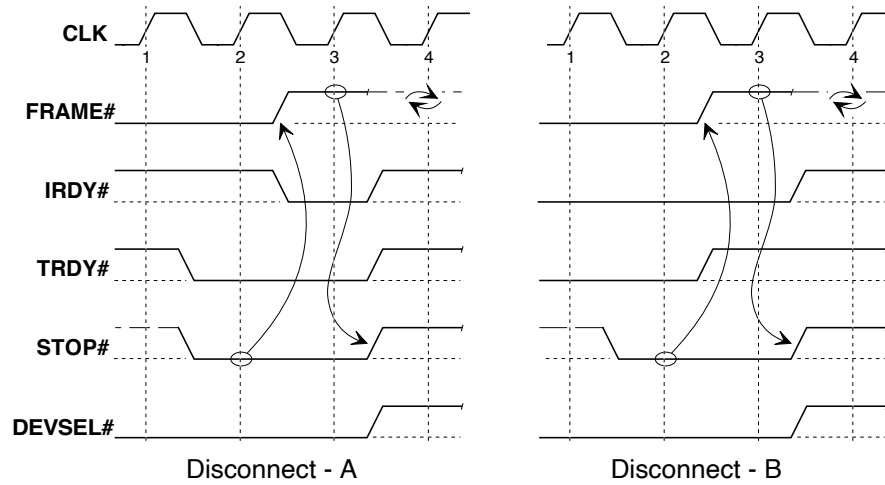 CLK
1 2 3 4
1 2 3 4
FRAME#
IRDY#
TRDY#
STOP#
DEVSEL#
Disconnect - A
Disconnect - B